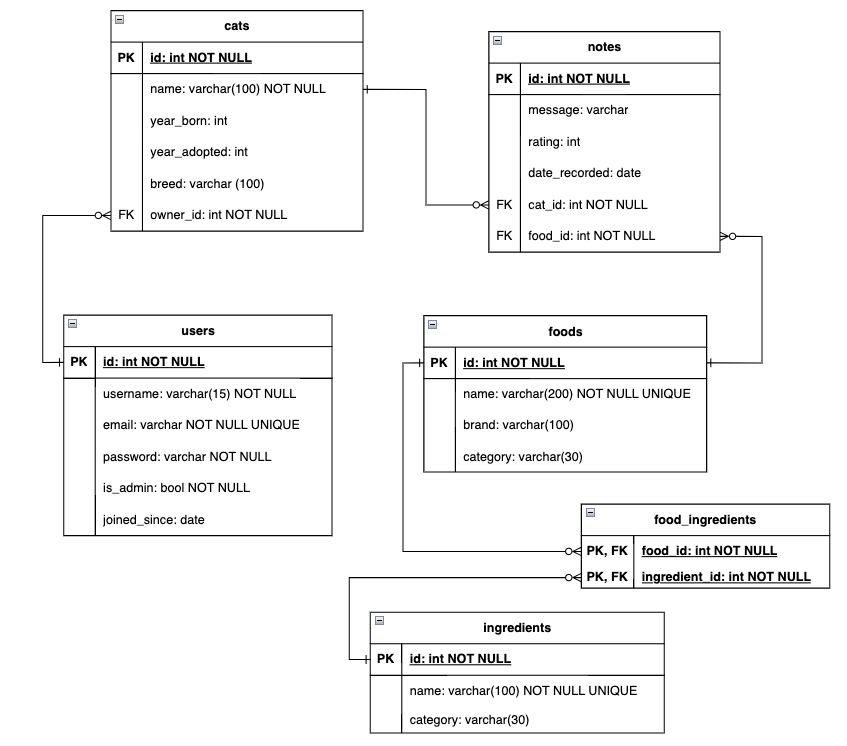 cats
PK id: int NOT NULL
name: varchar(100) NOT NULL
year_born: int
year_adopted: int
breed: varchar (100)
FK owner_id: int NOT NULL
notes
PK id: int NOT NULL
message: varchar
rating: int
date_recorded: date
FK cat_id: int NOT NULL
FK food_id: int NOT NULL
users
PK id: int NOT NULL
username: varchar(15) NOT NULL
email: varchar NOT NULL UNIQUE
password: varchar NOT NULL
is_admin: bool NOT NULL
joined_since: date
foods
PK id: int NOT NULL
name: varchar(200) NOT NULL UNIQUE
brand: varchar(100)
category: varchar(30)
food_ingredients
PK, FK food_id: int NOT NULL
PK, FK ingredient_id: int NOT NULL
ingredients
PK id: int NOT NULL
name: varchar(100) NOT NULL UNIQUE
category: varchar(30)